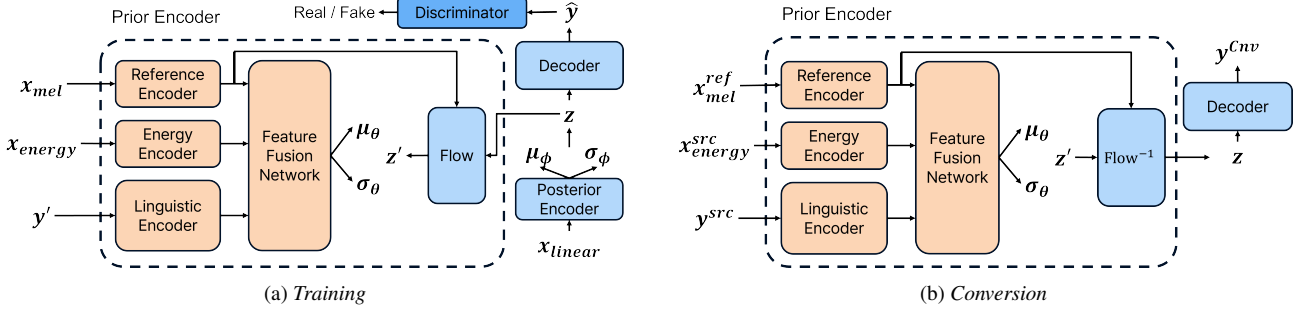 Prior Encoder
Real / Fake
Discriminator
ŷ
Decoder
x_mel
Reference
Encoder
x_energy
Energy
Encoder
y′
Linguistic
Encoder
Feature
Fusion
Network
μ_θ
σ_θ
z′
Flow
z
μ_ϕ
σ_ϕ
Posterior
Encoder
x_linear
(a) Training
Prior Encoder
x_mel^ref
Reference
Encoder
x_energy^src
Energy
Encoder
y^src
Linguistic
Encoder
Feature
Fusion
Network
μ_θ
σ_θ
z′
Flow⁻¹
y^Cnv
Decoder
z
(b) Conversion